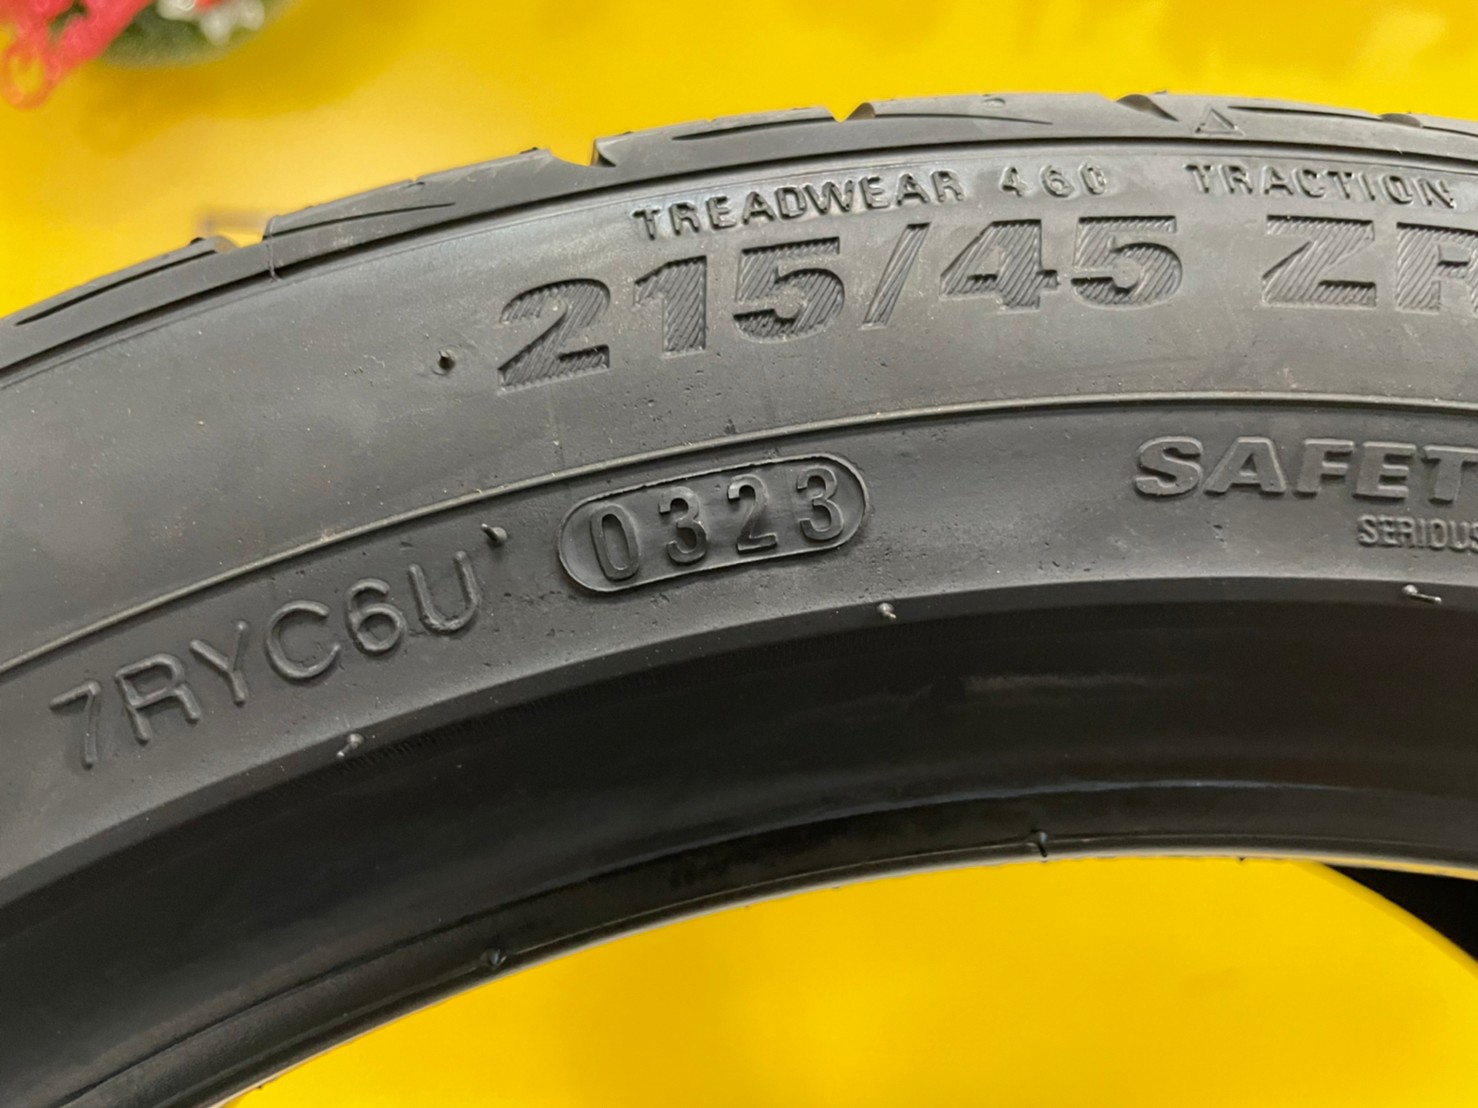 TREADWEAR 460 TRACTION
215/45 ZR
SAFET
SERIOUS
7RYC6U 0323